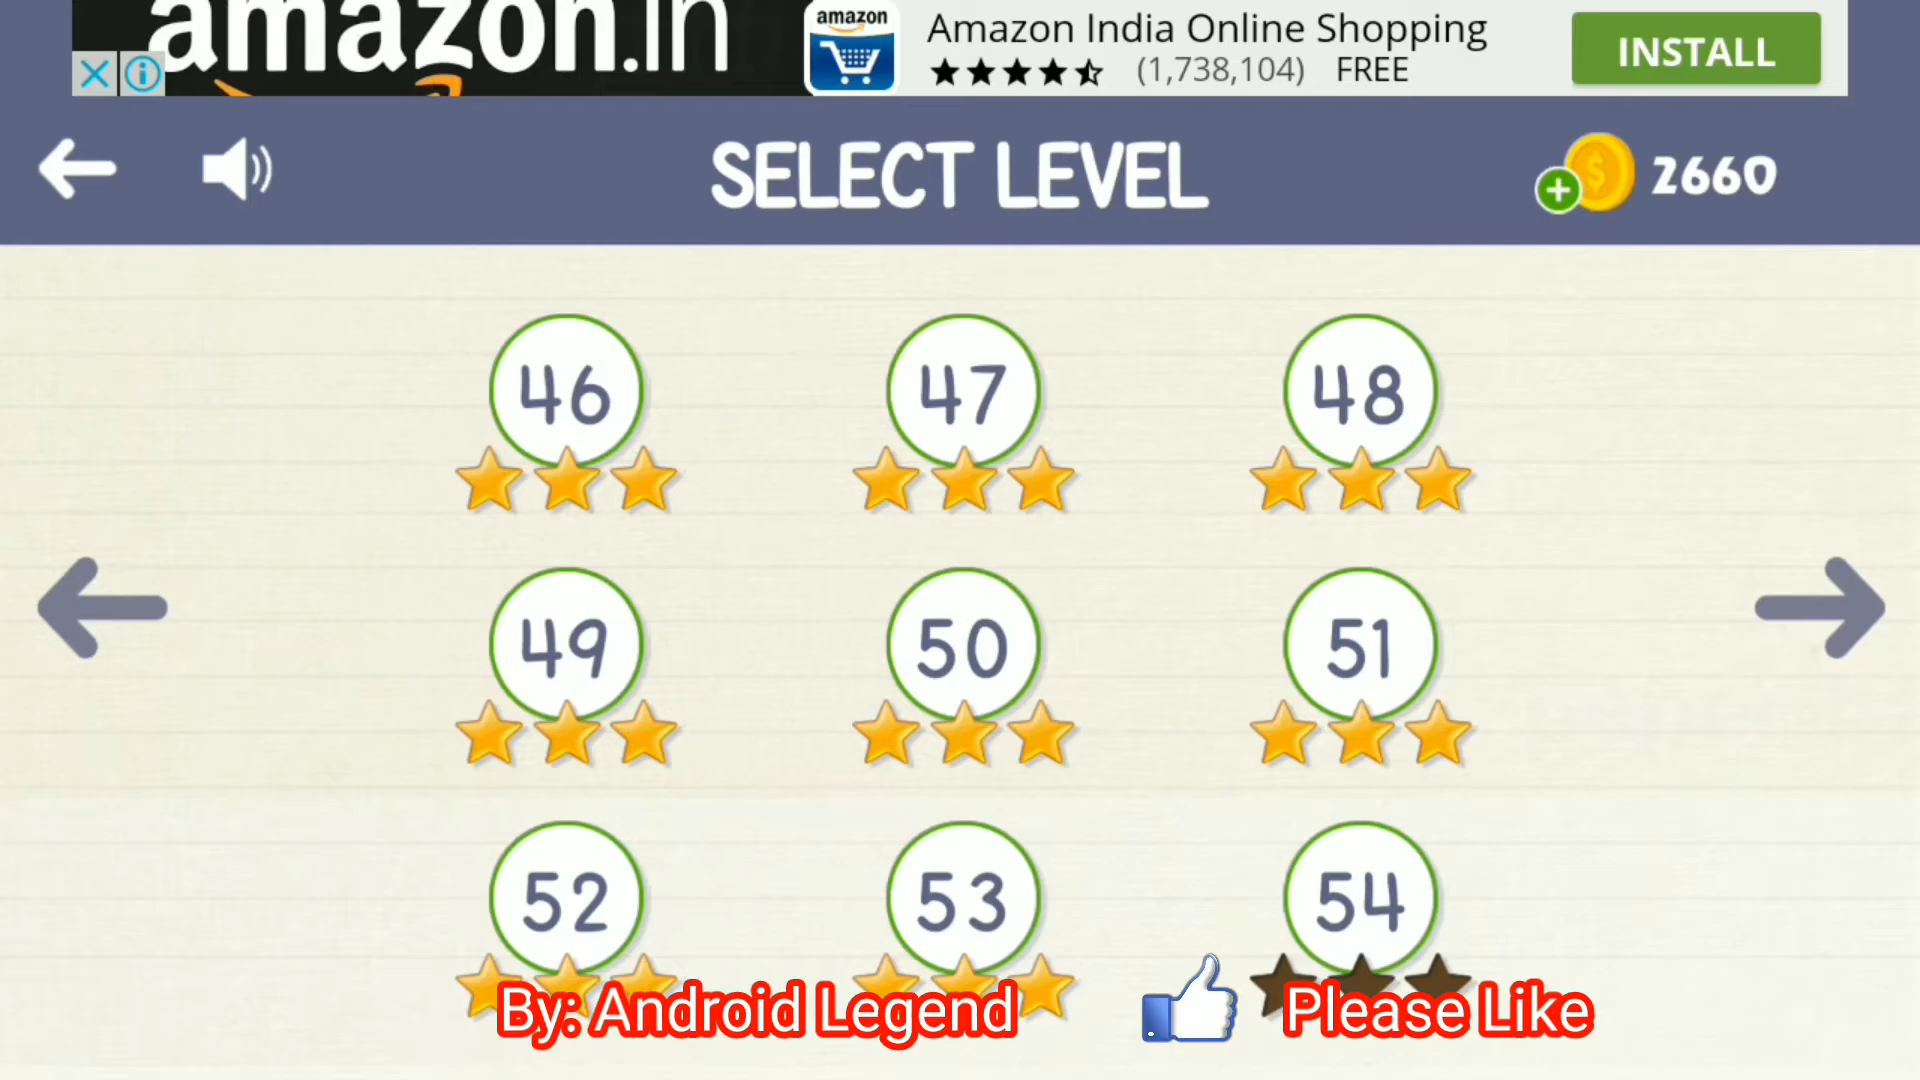 amazon.in
amazon
Amazon India Online Shopping
(1,738,104) FREE
INSTALL
SELECT LEVEL
2660
46 47 48
49 50 51
52 53 54
By: Android Legend
Please Like